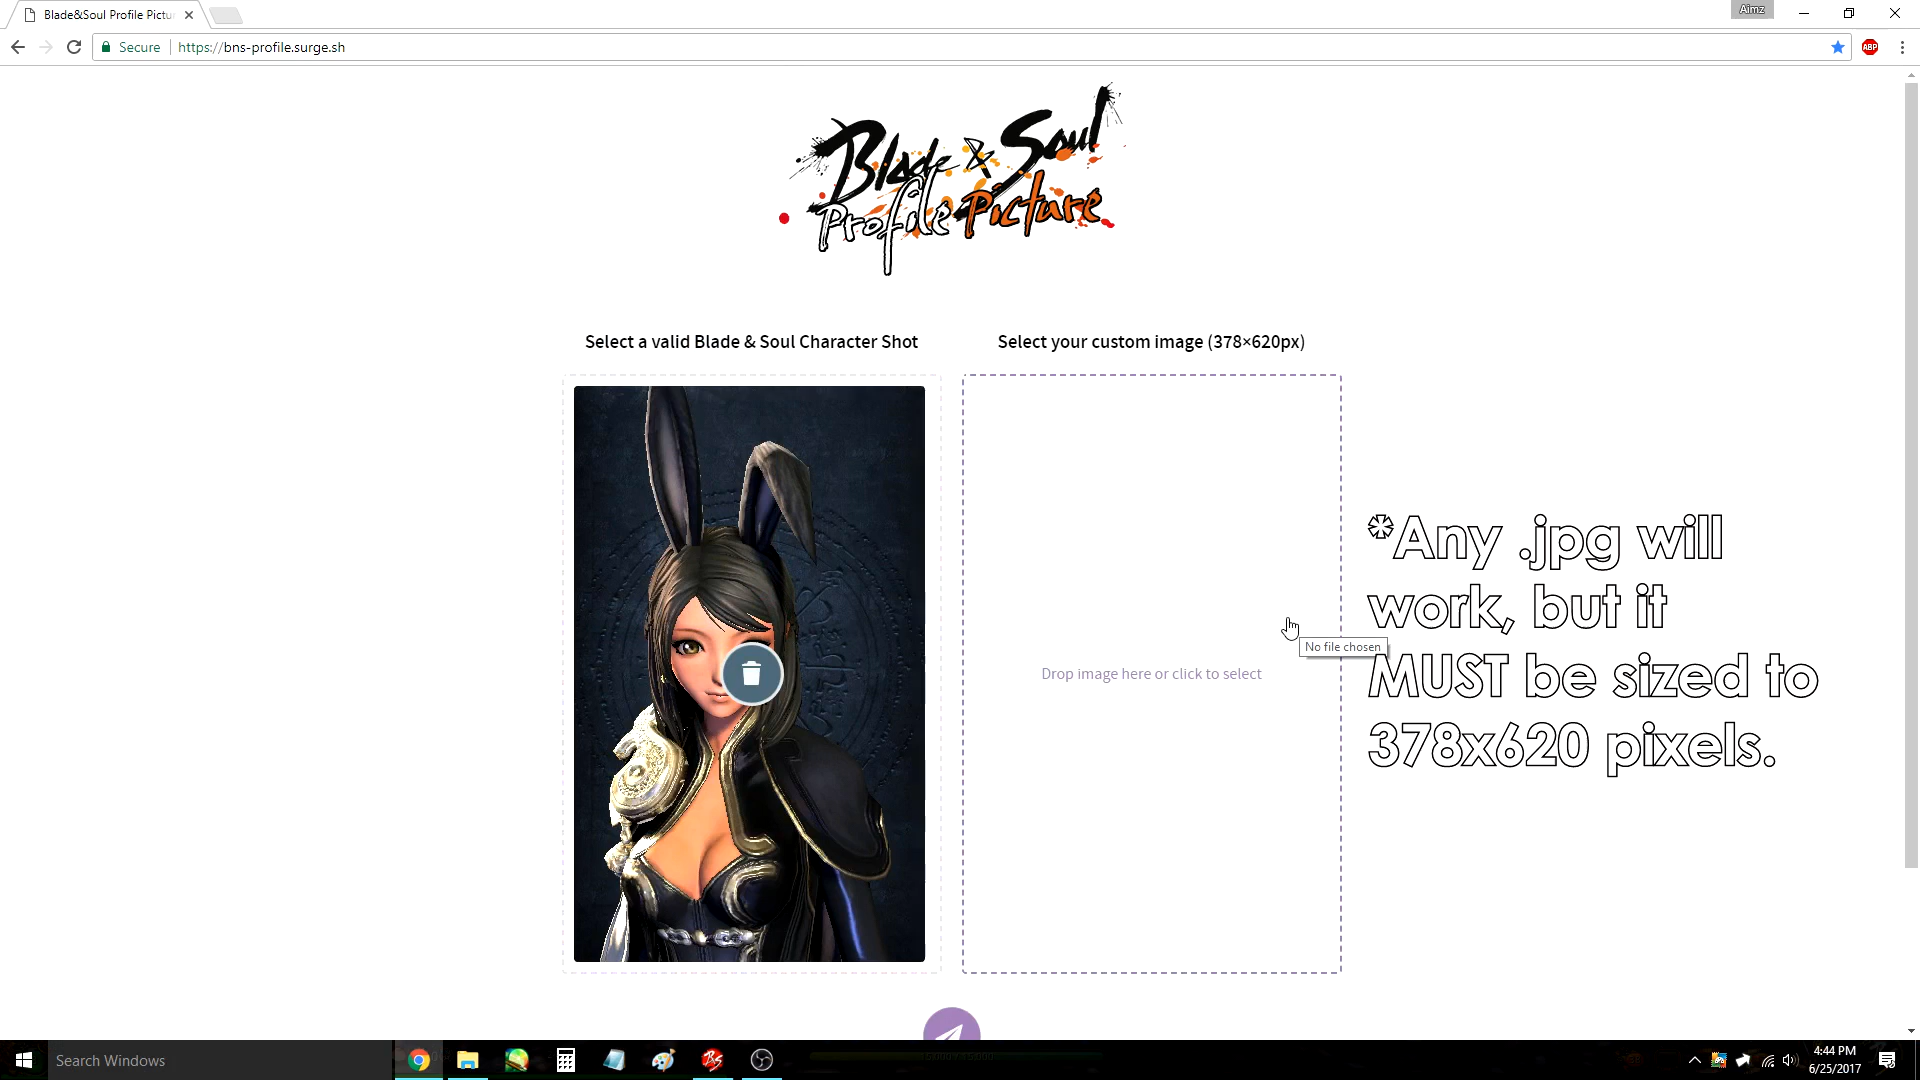 Blade&Soul Profile Pictu
Aimz
Secure
https://bns-profile.surge.sh
ABP
Blade & Soul
Profile Picture
Select a valid Blade & Soul Character Shot
Select your custom image (378×620px)
*Any .jpg will
work, but it
No file chosen
Drop image here or click to select
MUST be sized to
378x620 pixels.
Search Windows
4:44 PM
6/25/2017